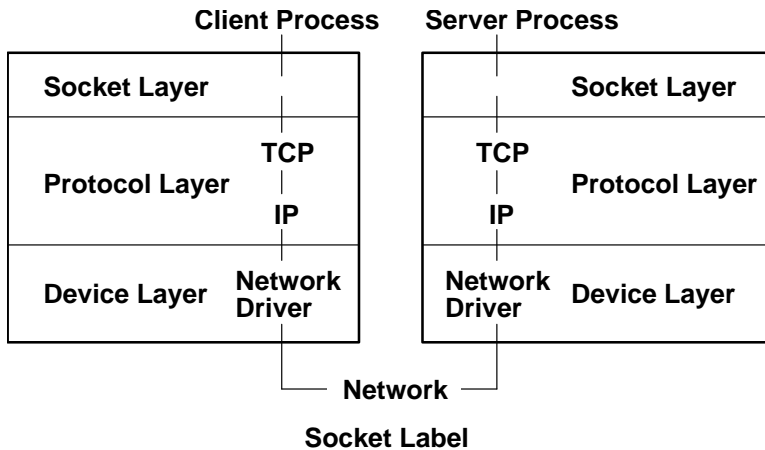 Client Process
Server Process
Socket Layer
Socket Layer
TCP
TCP
Protocol Layer
Protocol Layer
IP
IP
Device Layer
Network
Driver
Network
Driver
Device Layer
Network
Socket Label